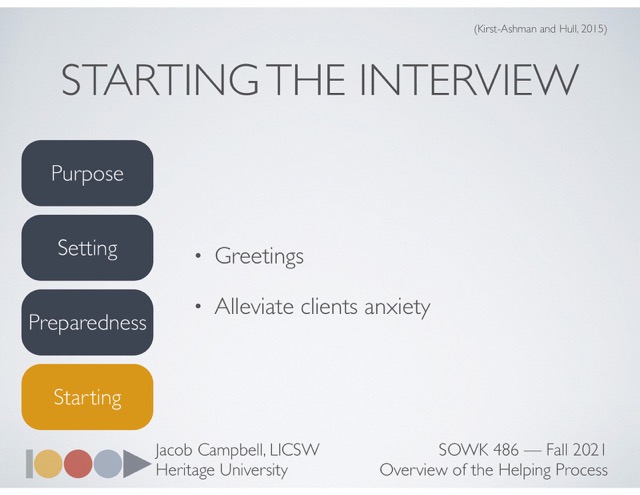 (Kirst-Ashman and Hull, 2015)
STARTING THE INTERVIEW
Purpose
Setting
Preparedness
Starting
• Greetings
• Alleviate clients anxiety
Jacob Campbell, LICSW
Heritage University
SOWK 486 — Fall 2021
Overview of the Helping Process